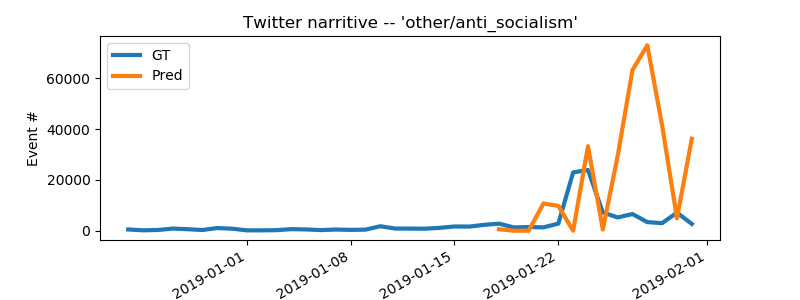 Twitter narritive -- 'other/anti_socialism'
GT
Pred
Event #
60000
40000
20000
0
2019-01-01
2019-01-08
2019-01-15
2019-01-22
2019-02-01